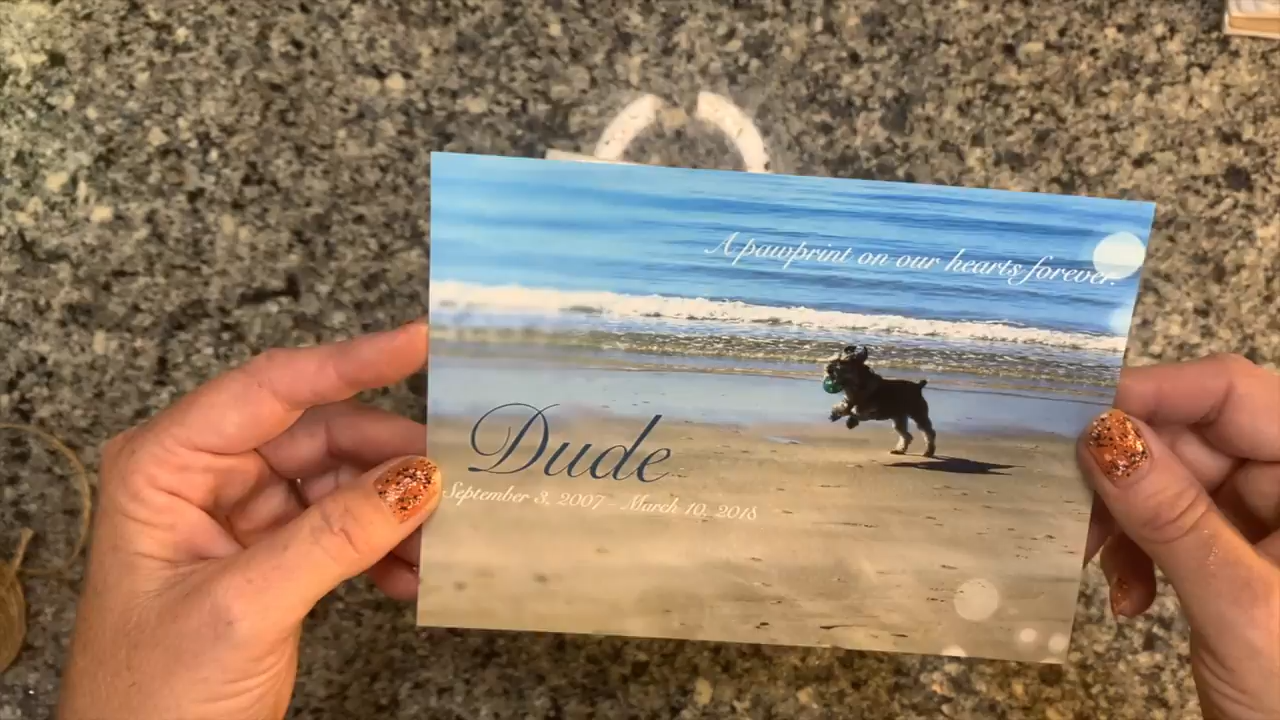 A pawprint on our hearts forever.
Dude
September 3, 2007 - March 10, 2018